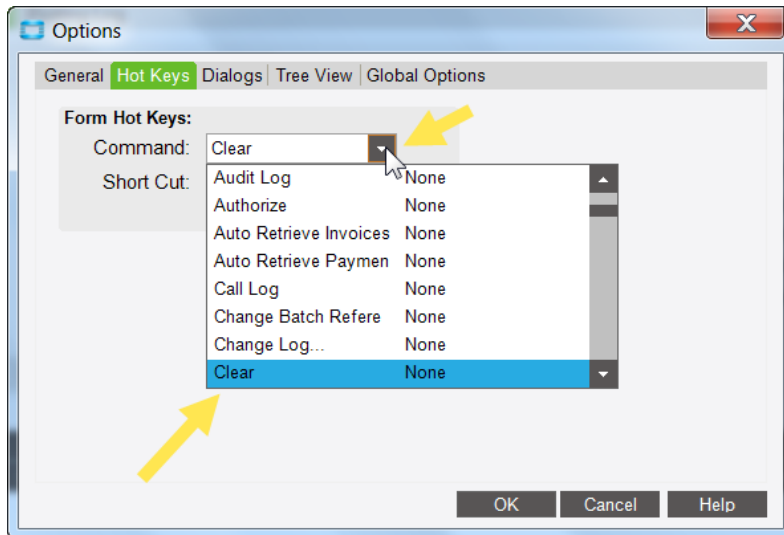 Options
X
General Hot Keys Dialogs Tree View Global Options
Form Hot Keys:
Command: Clear
Short Cut:
Audit Log None
Authorize None
Auto Retrieve Invoices None
Auto Retrieve Paymen None
Call Log None
Change Batch Refere None
Change Log... None
Clear None
OK Cancel Help